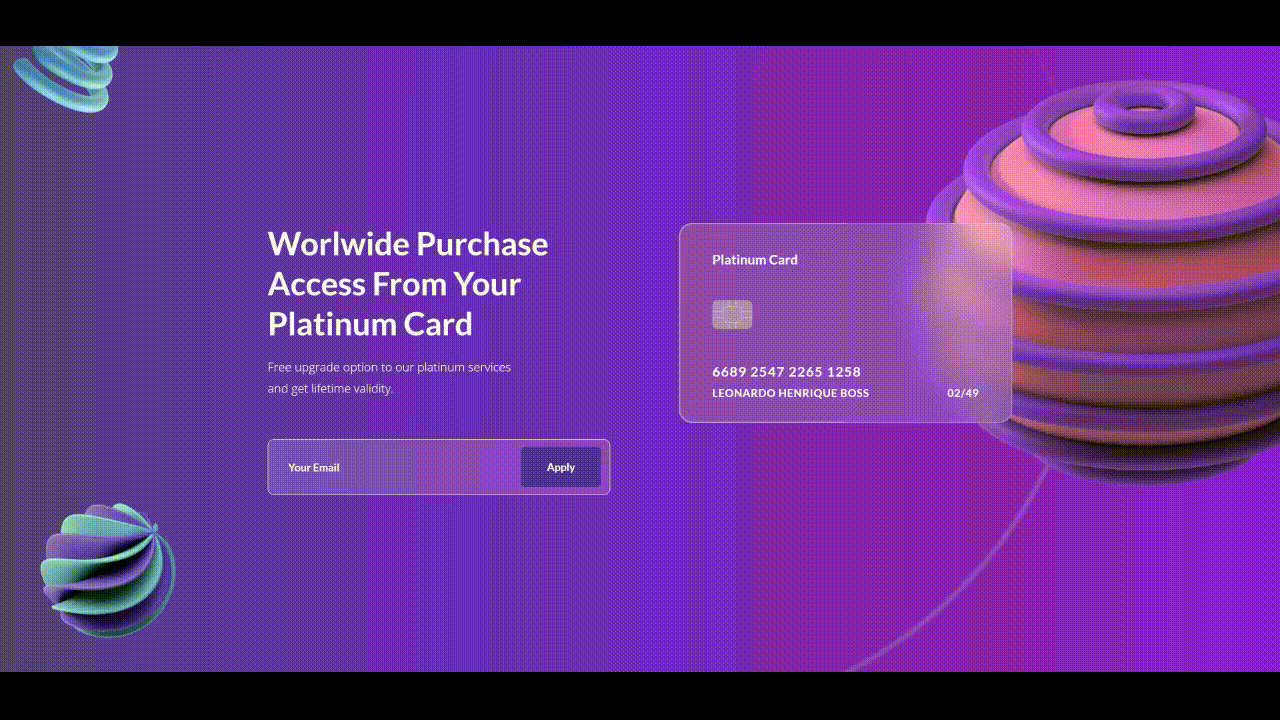 Worlwide Purchase
Access From Your
Platinum Card
Free upgrade option to our platinum services
and get lifetime validity.
Your Email
Apply
Platinum Card
6689 2547 2265 1258
LEONARDO HENRIQUE BOSS
02/49